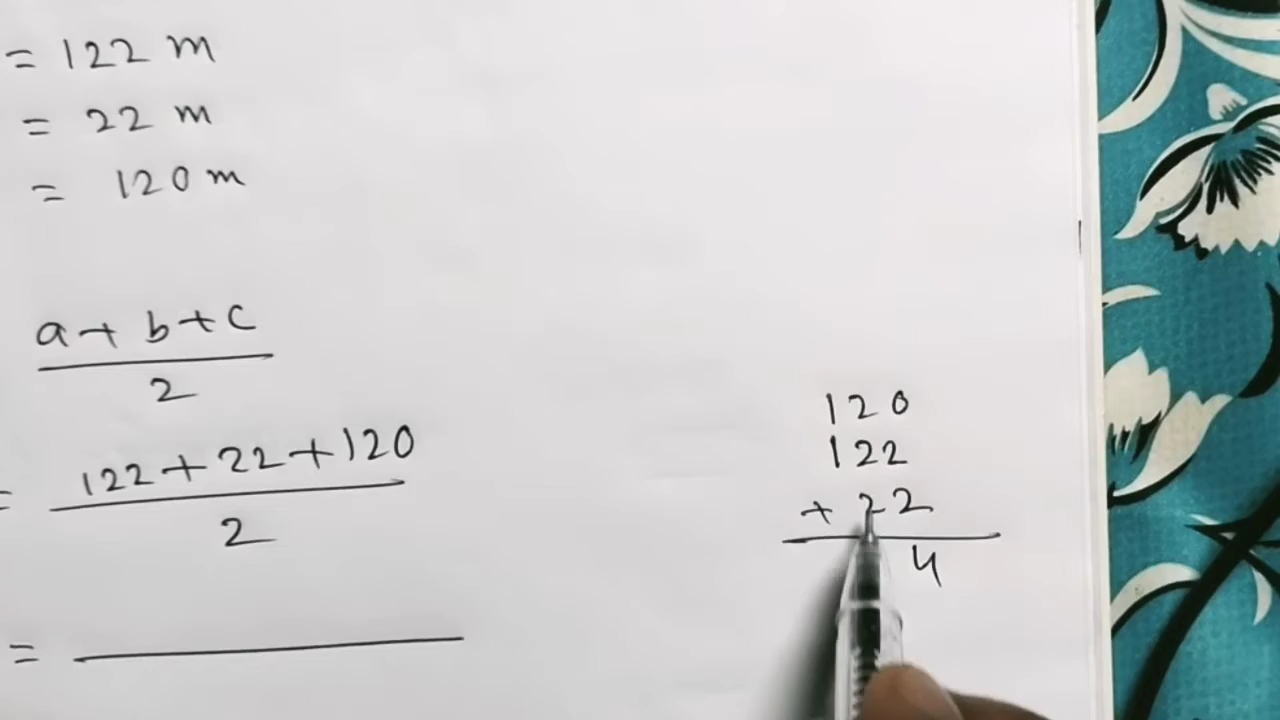 = 122 m
= 22 m
= 120 m
a + b + c
2
= 122 + 22 + 120
2
=
120
122
+ 22
4